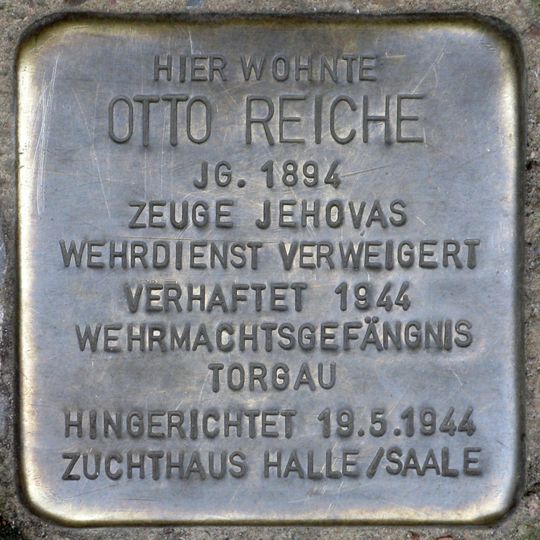 HIER WOHNTE
OTTO REICHE
JG. 1894
ZEUGE JEHOVAS
WEHRDIENST VERWEIGERT
VERHAFTET 1944
WEHRMACHTSGEFÄNGNIS
TORGAU
HINGERICHTET 19.5.1944
ZUCHTHAUS HALLE/SAALE